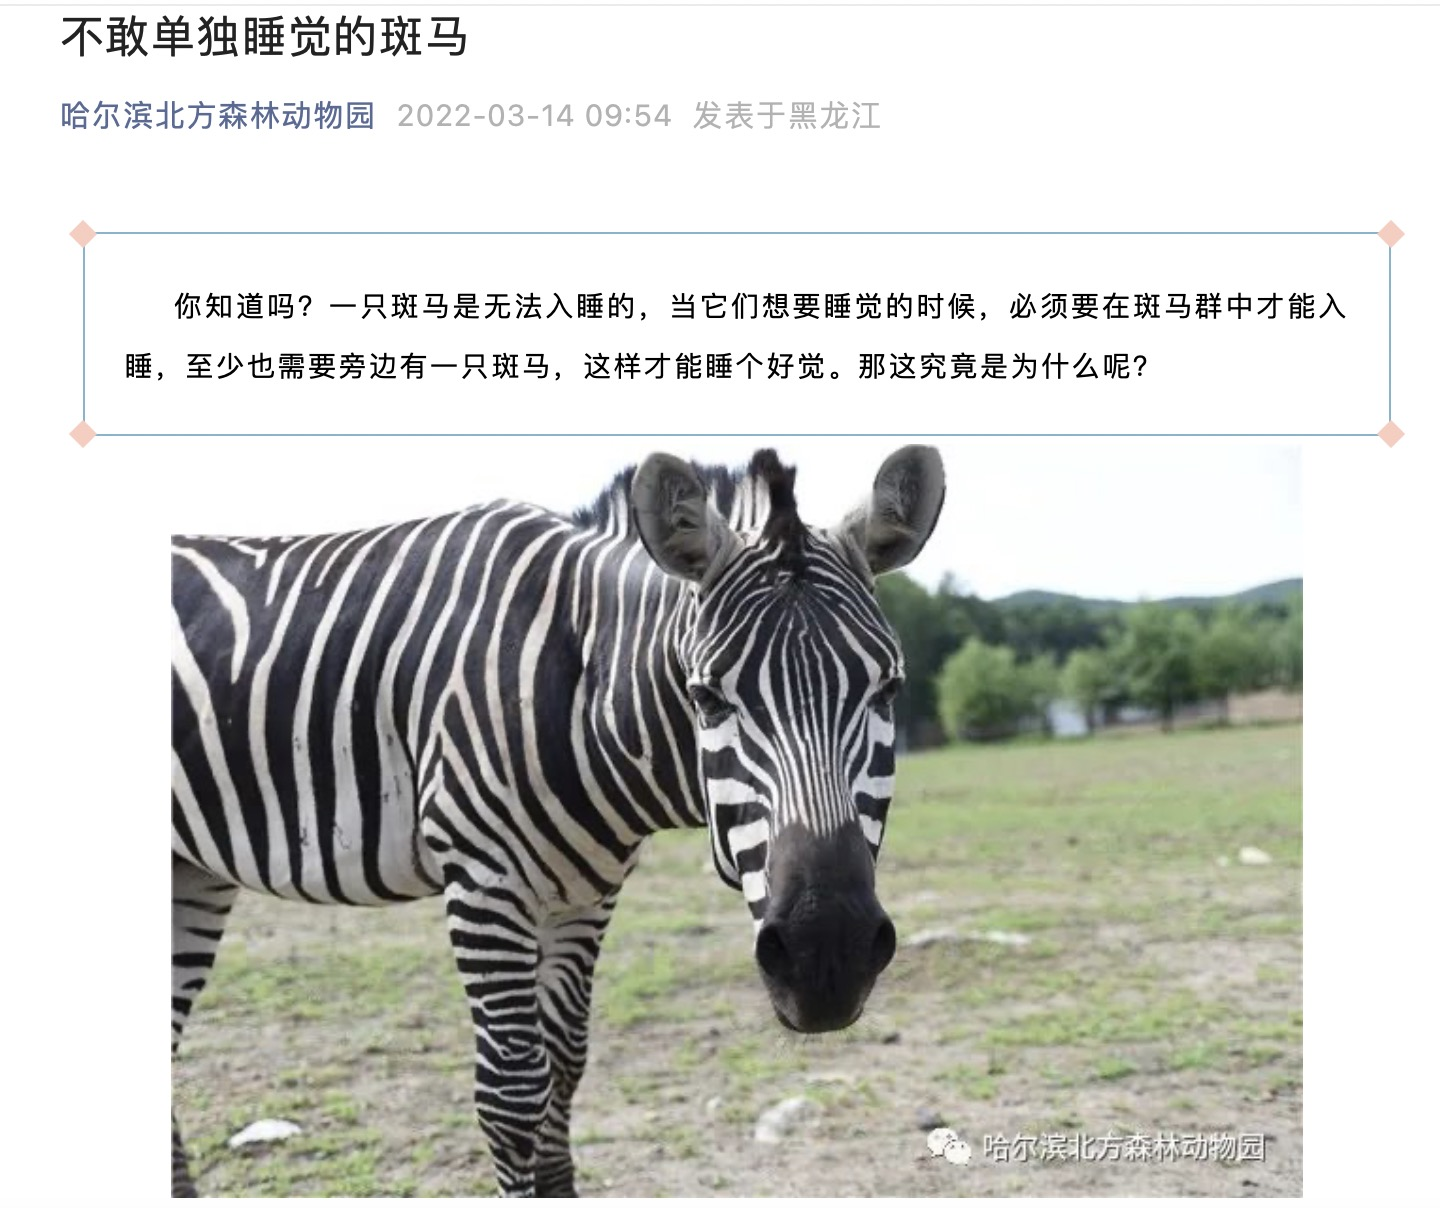 不敢单独睡觉的斑马
哈尔滨北方森林动物园 2022-03-14 09:54 发表于黑龙江
你知道吗？一只斑马是无法入睡的，当它们想要睡觉的时候，必须要在斑马群中才能入
睡，至少也需要旁边有一只斑马，这样才能睡个好觉。那这究竟是为什么呢？
哈尔滨北方森林动物园